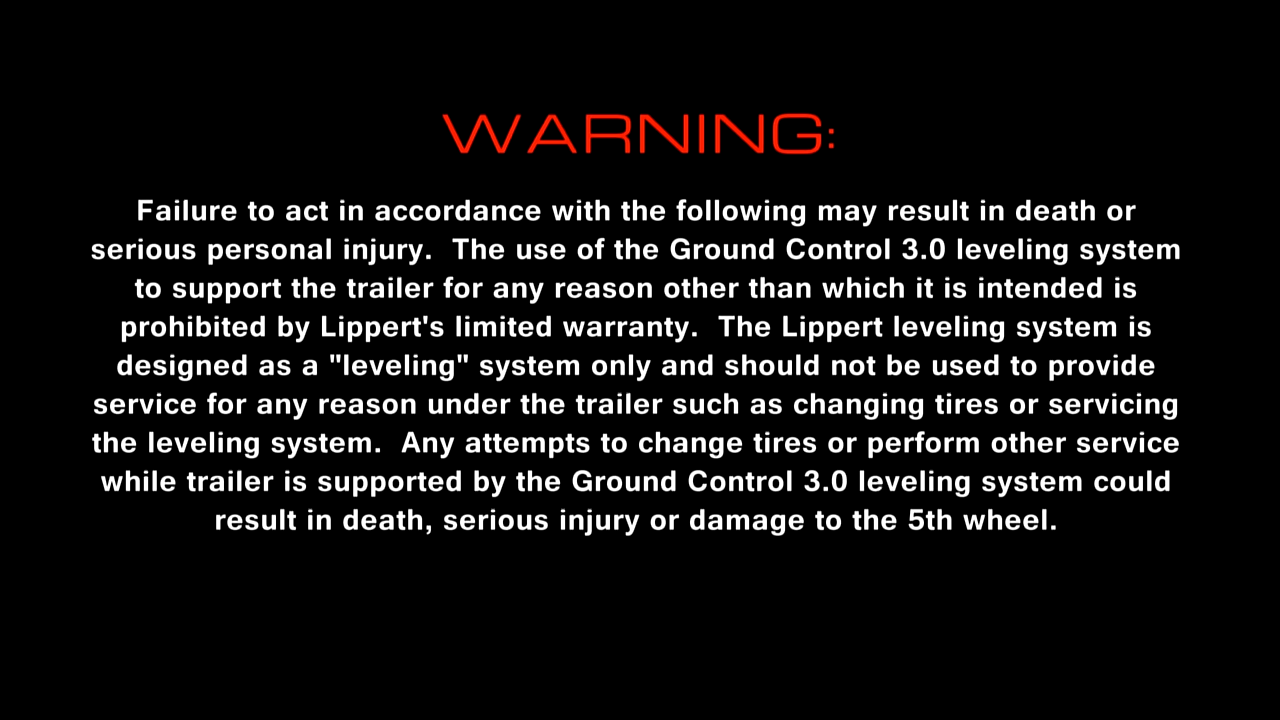 WARNING:
Failure to act in accordance with the following may result in death or
serious personal injury.  The use of the Ground Control 3.0 leveling system
to support the trailer for any reason other than which it is intended is
prohibited by Lippert's limited warranty.  The Lippert leveling system is
designed as a "leveling" system only and should not be used to provide
service for any reason under the trailer such as changing tires or servicing
the leveling system.  Any attempts to change tires or perform other service
while trailer is supported by the Ground Control 3.0 leveling system could
result in death, serious injury or damage to the 5th wheel.